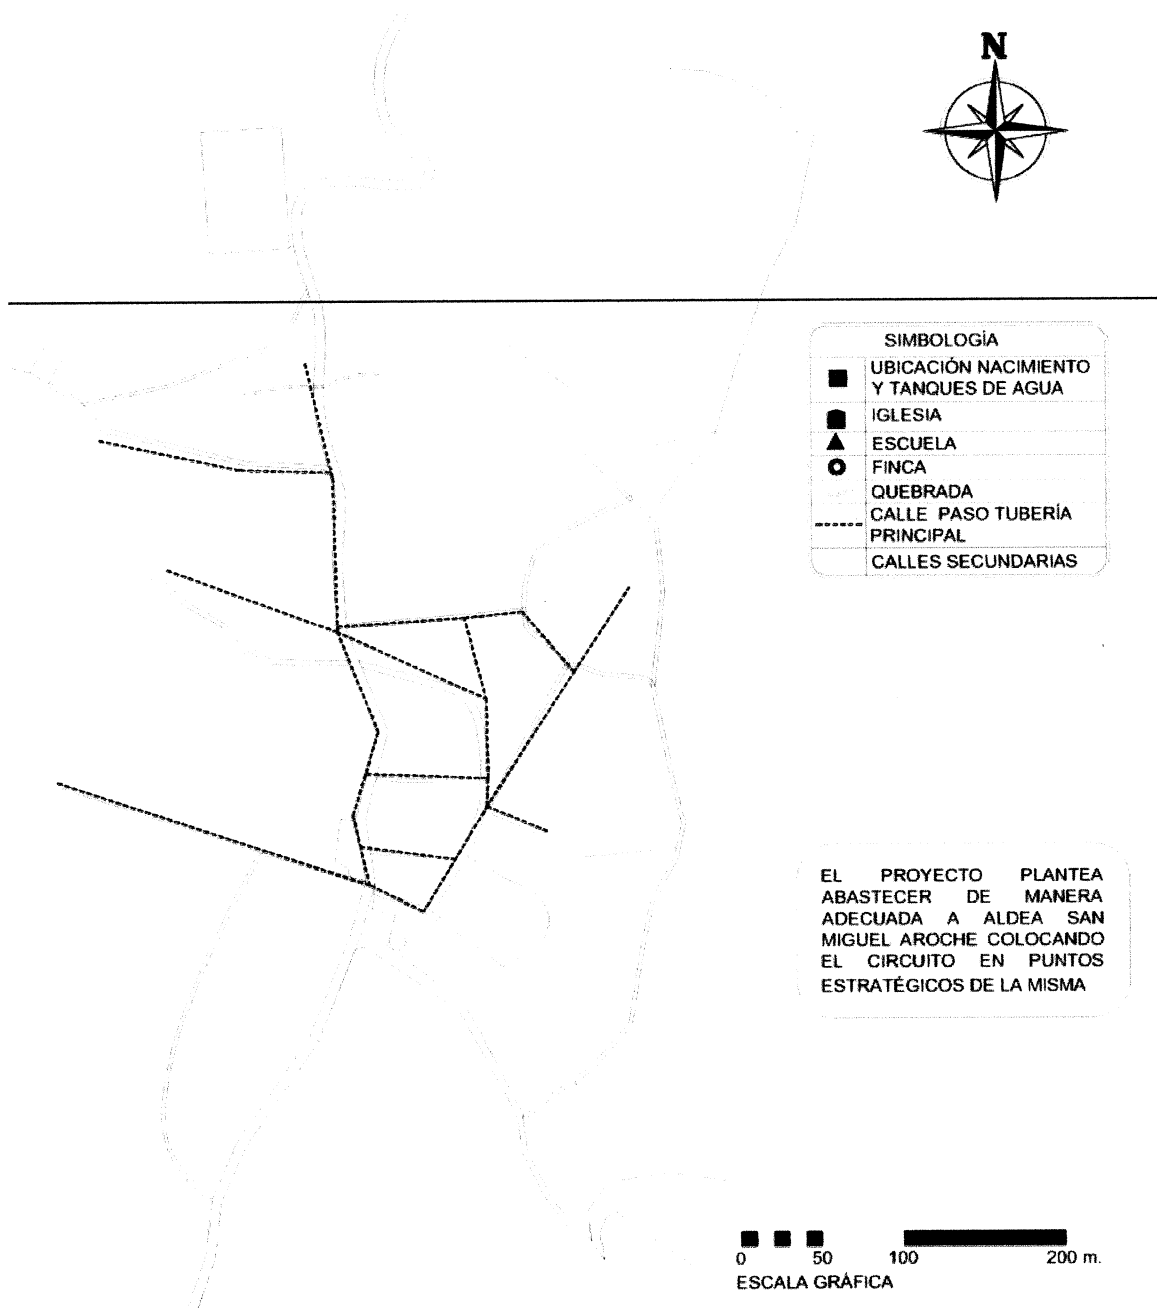 N
SIMBOLOGÍA
UBICACIÓN NACIMIENTO
Y TANQUES DE AGUA
IGLESIA
ESCUELA
FINCA
QUEBRADA
CALLE PASO TUBERÍA
PRINCIPAL
CALLES SECUNDARIAS
EL PROYECTO PLANTEA
ABASTECER DE MANERA
ADECUADA A ALDEA SAN
MIGUEL AROCHE COLOCANDO
EL CIRCUITO EN PUNTOS
ESTRATÉGICOS DE LA MISMA
0 50 100 200 m.
ESCALA GRÁFICA